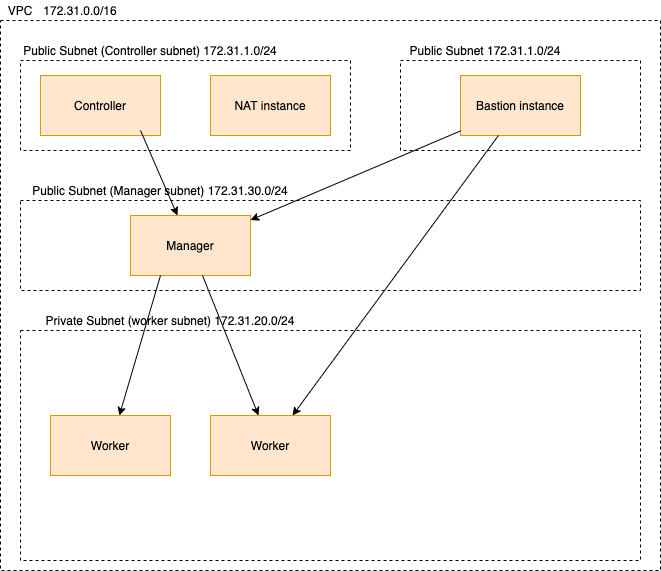 VPC 172.31.0.0/16
Public Subnet (Controller subnet) 172.31.1.0/24
Public Subnet 172.31.1.0/24
Controller
NAT instance
Bastion instance
Public Subnet (Manager subnet) 172.31.30.0/24
Manager
Private Subnet (worker subnet) 172.31.20.0/24
Worker
Worker